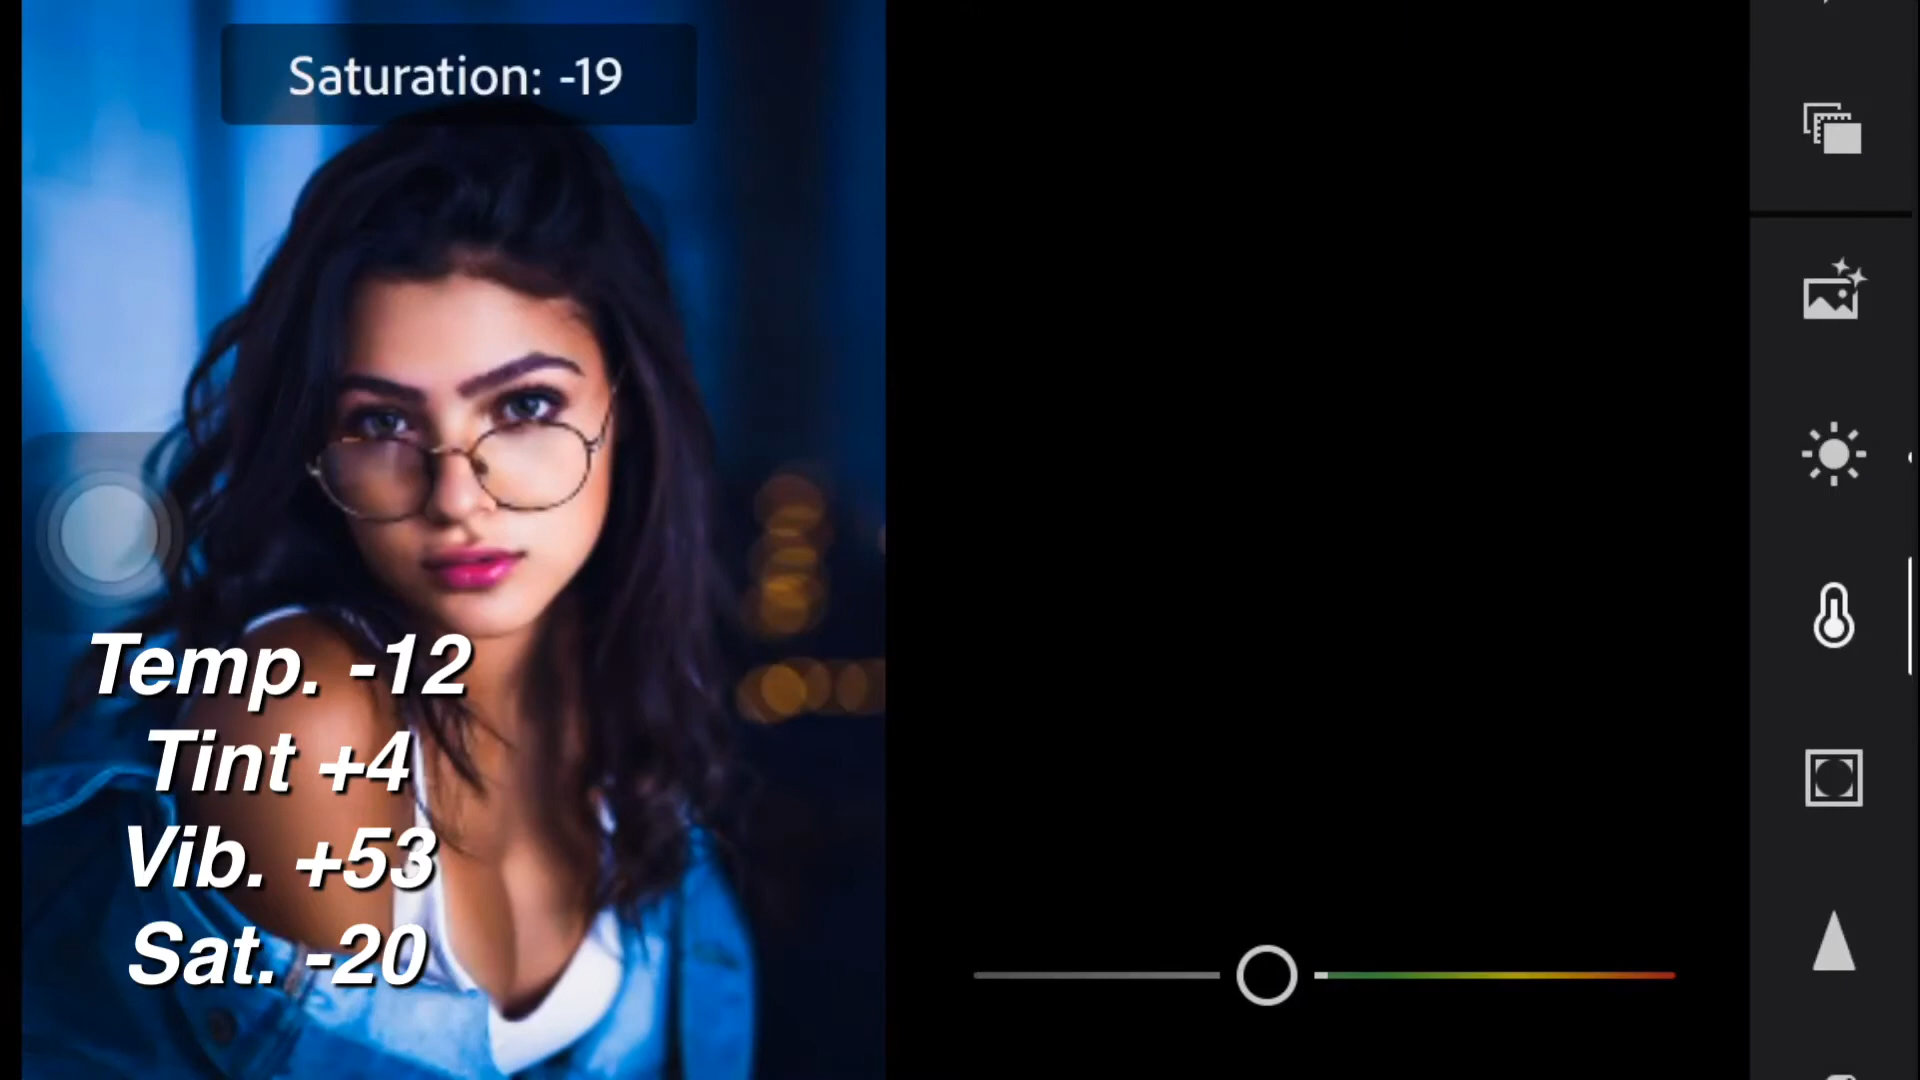 Saturation: -19
Temp. -12
Tint +4
Vib. +53
Sat. -20